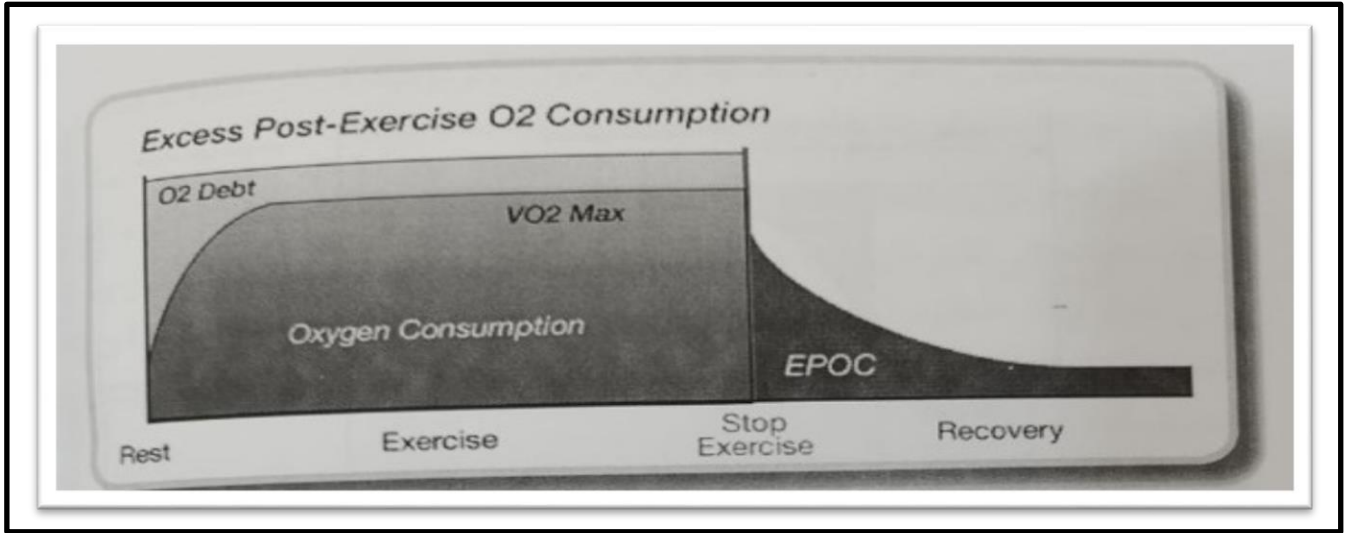 Excess Post-Exercise O2 Consumption
O2 Debt
VO2 Max
Oxygen Consumption
EPOC
Rest
Exercise
Stop
Exercise
Recovery